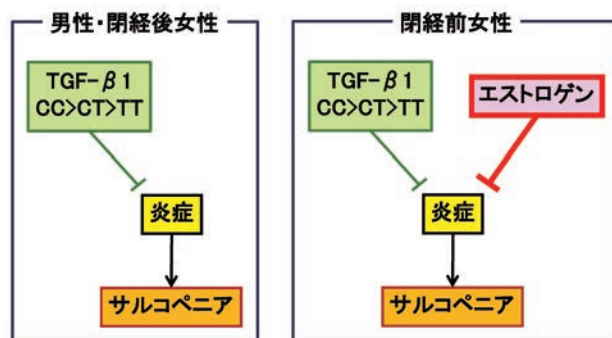 男性・閉経後女性
TGF-β1
CC>CT>TT
炎症
サルコペニア
閉経前女性
TGF-β1
CC>CT>TT
エストロゲン
炎症
サルコペニア